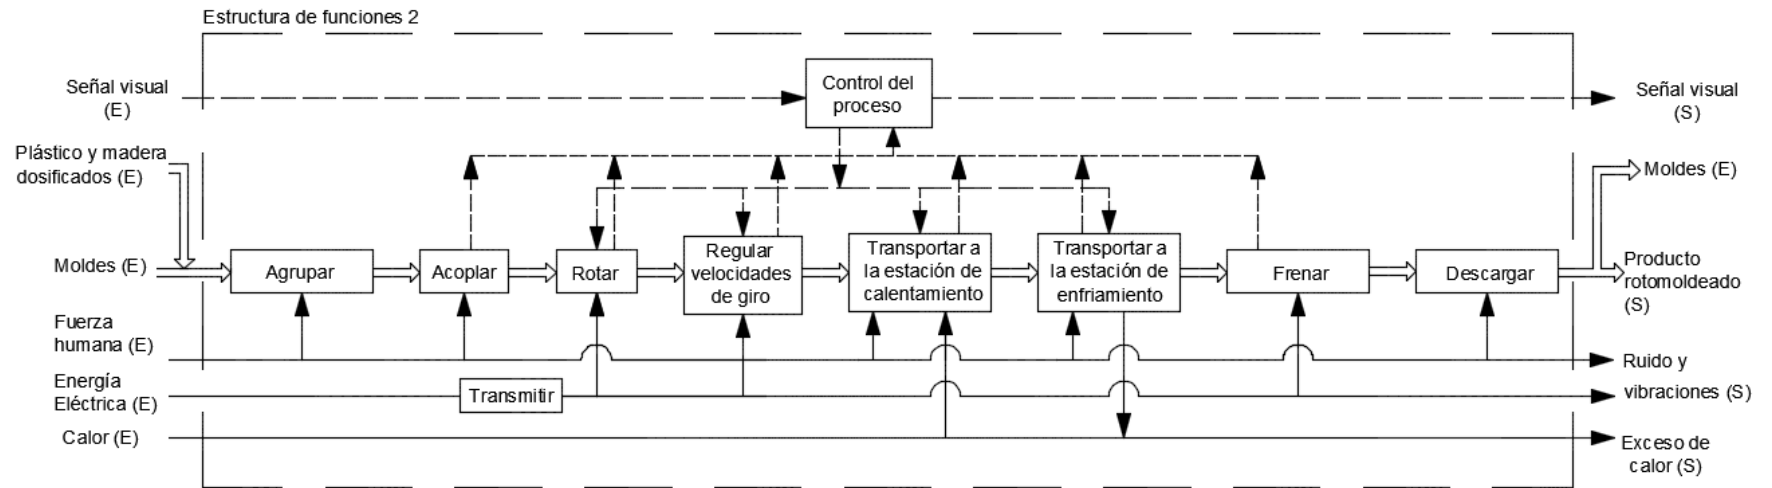 Estructura de funciones 2
Señal visual
(E)
Control del
proceso
Señal visual
(S)
Plástico y madera
dosificados (E)
Moldes (E)
Moldes (E)
Agrupar
Acoplar
Rotar
Regular
velocidades
de giro
Transportar a
la estación de
calentamiento
Transportar a
la estación de
enfriamiento
Frenar
Descargar
Producto
rotomoldeado
(S)
Fuerza
humana (E)
Ruido y
vibraciones (S)
Energía
Eléctrica (E)
Transmitir
Calor (E)
Exceso de
calor (S)